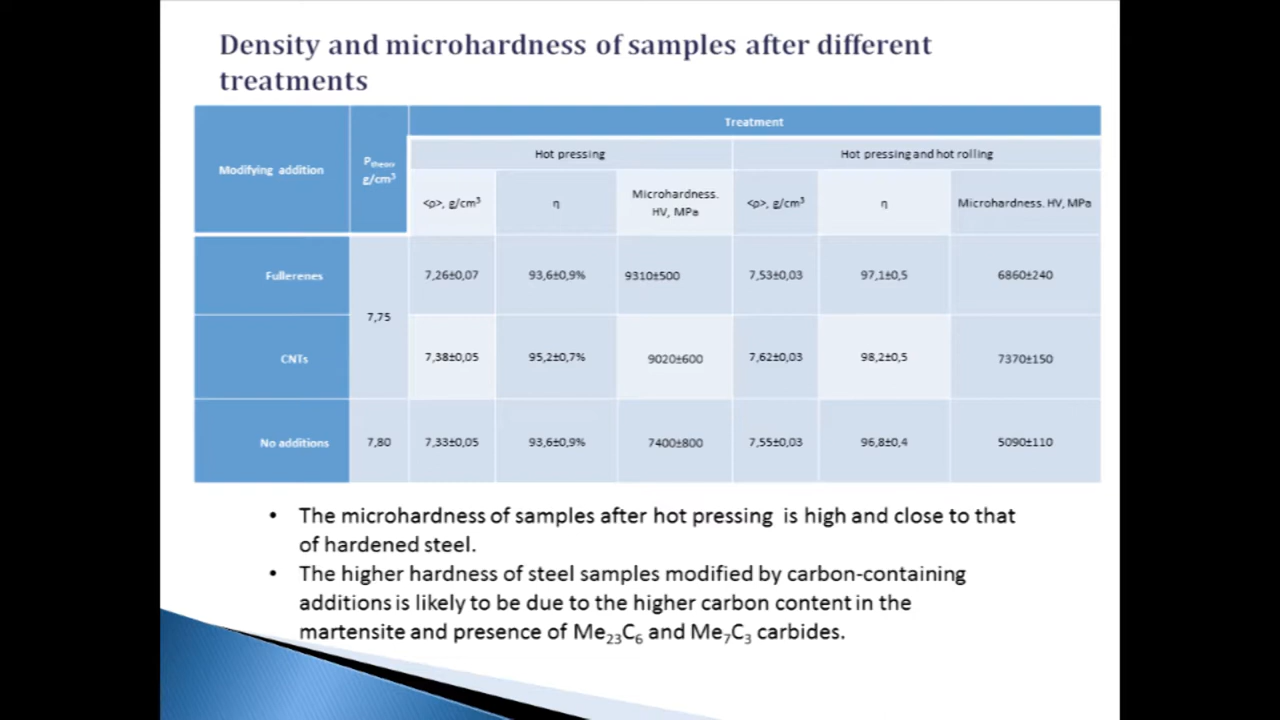 Density and microhardness of samples after different
treatments
Modifying addition
Ptheor,
g/cm³
Treatment
Hot pressing
Hot pressing and hot rolling
<ρ>, g/cm³
η
Microhardness.
HV, MPa
<ρ>, g/cm³
η
Microhardness. HV, MPa
Fullerenes
7,75
7,26±0,07
93,6±0,9%
9310±500
7,53±0,03
97,1±0,5
6860±240
CNTs
7,38±0,05
95,2±0,7%
9020±600
7,62±0,03
98,2±0,5
7370±150
No additions
7,80
7,33±0,05
93,6±0,9%
7400±800
7,55±0,03
96,8±0,4
5090±110
• The microhardness of samples after hot pressing is high and close to that
of hardened steel.
• The higher hardness of steel samples modified by carbon-containing
additions is likely to be due to the higher carbon content in the
martensite and presence of Me₂₃C₆ and Me₇C₃ carbides.